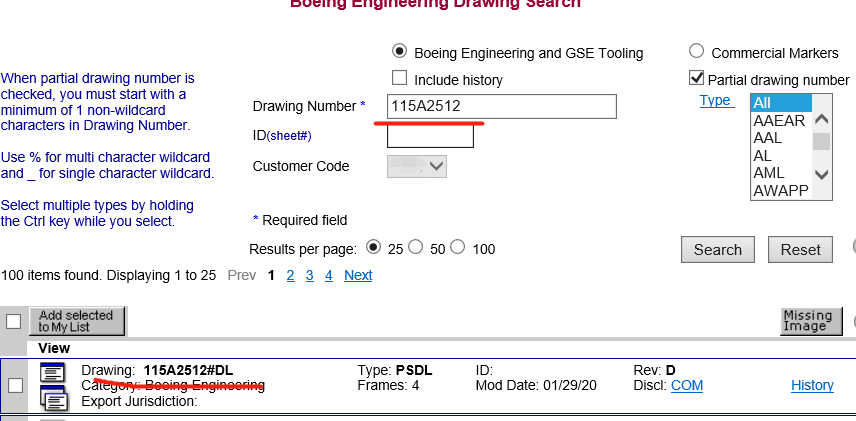 Boeing Engineering Drawing Search
Boeing Engineering and GSE Tooling
Commercial Markers
Include history
Partial drawing number
When partial drawing number is
checked, you must start with a
minimum of 1 non-wildcard
characters in Drawing Number.
Use % for multi character wildcard
and _ for single character wildcard.
Select multiple types by holding
the Ctrl key while you select.
Drawing Number * 115A2512
ID(sheet#)
Customer Code
Type
All
AAEAR
AAL
AL
AML
AWAPP
* Required field
Results per page: 25 50 100
Search
Reset
100 items found. Displaying 1 to 25 Prev 1 2 3 4 Next
Add selected
to My List
Missing
Image
View
Drawing: 115A2512#DL Type: PSDL ID: Rev: D
Category: Boeing Engineering Frames: 4 Mod Date: 01/29/20 Discl: COM History
Export Jurisdiction: